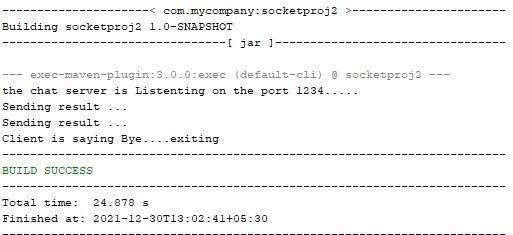 --------------------< com.mycompany:socketproj2 >---------------------
Building socketproj2 1.0-SNAPSHOT
--------------------------------[ jar ]---------------------------------

--- exec-maven-plugin:3.0.0:exec (default-cli) @ socketproj2 ---
the chat server is Listenting on the port 1234.....
Sending result ...
Sending result ...
Client is saying Bye....exiting
------------------------------------------------------------------------
BUILD SUCCESS
------------------------------------------------------------------------
Total time:  24.878 s
Finished at: 2021-12-30T13:02:41+05:30
------------------------------------------------------------------------